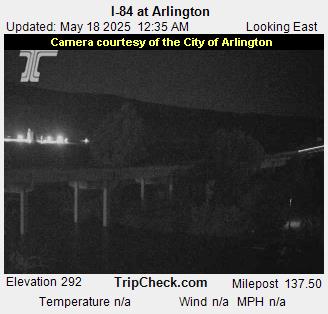 I-84 at Arlington
Updated: May 18 2025 12:35 AM Looking East
Camera courtesy of the City of Arlington
Elevation 292 TripCheck.com Milepost 137.50
Temperature n/a Wind n/a MPH n/a